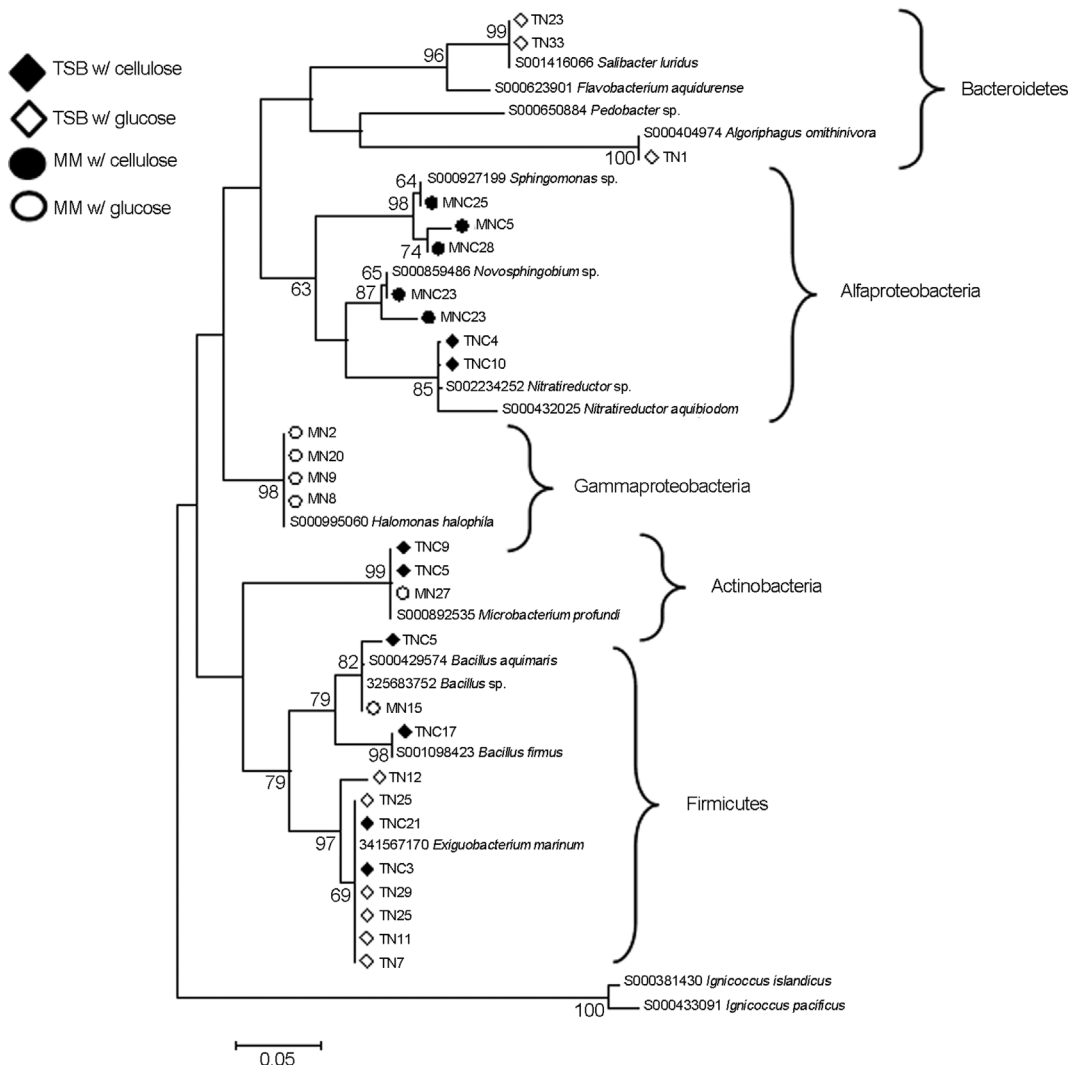 TSB w/ cellulose
TSB w/ glucose
MM w/ cellulose
MM w/ glucose
TN23
99
TN33
S001416066 Salibacter luridus
96
S000623901 Flavobacterium aquidurense
S000650884 Pedobacter sp.
S000404974 Algoriphagus omithinivora
100
TN1
Bacteroidetes
S000927199 Sphingomonas sp.
64
MNC25
98
MNC5
74
MNC28
63
65
S000859486 Novosphingobium sp.
87
MNC23
MNC23
TNC4
TNC10
85
S002234252 Nitratireductor sp.
S000432025 Nitratireductor aquibiodom
Alfaproteobacteria
MN2
MN20
MN9
98
MN8
S000995060 Halomonas halophila
Gammaproteobacteria
TNC9
99
TNC5
MN27
S000892535 Microbacterium profundi
Actinobacteria
TNC5
82
S000429574 Bacillus aquimaris
325683752 Bacillus sp.
79
MN15
TNC17
98
S001098423 Bacillus firmus
79
TN12
TN25
TNC21
97
341567170 Exiguobacterium marinum
TNC3
69
TN29
TN25
TN11
TN7
Firmicutes
S000381430 Ignicoccus islandicus
100
S000433091 Ignicoccus pacificus
0.05